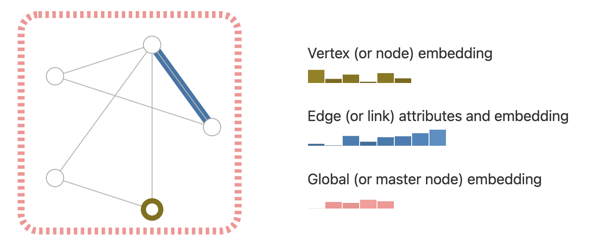 Vertex (or node) embedding
Edge (or link) attributes and embedding
Global (or master node) embedding